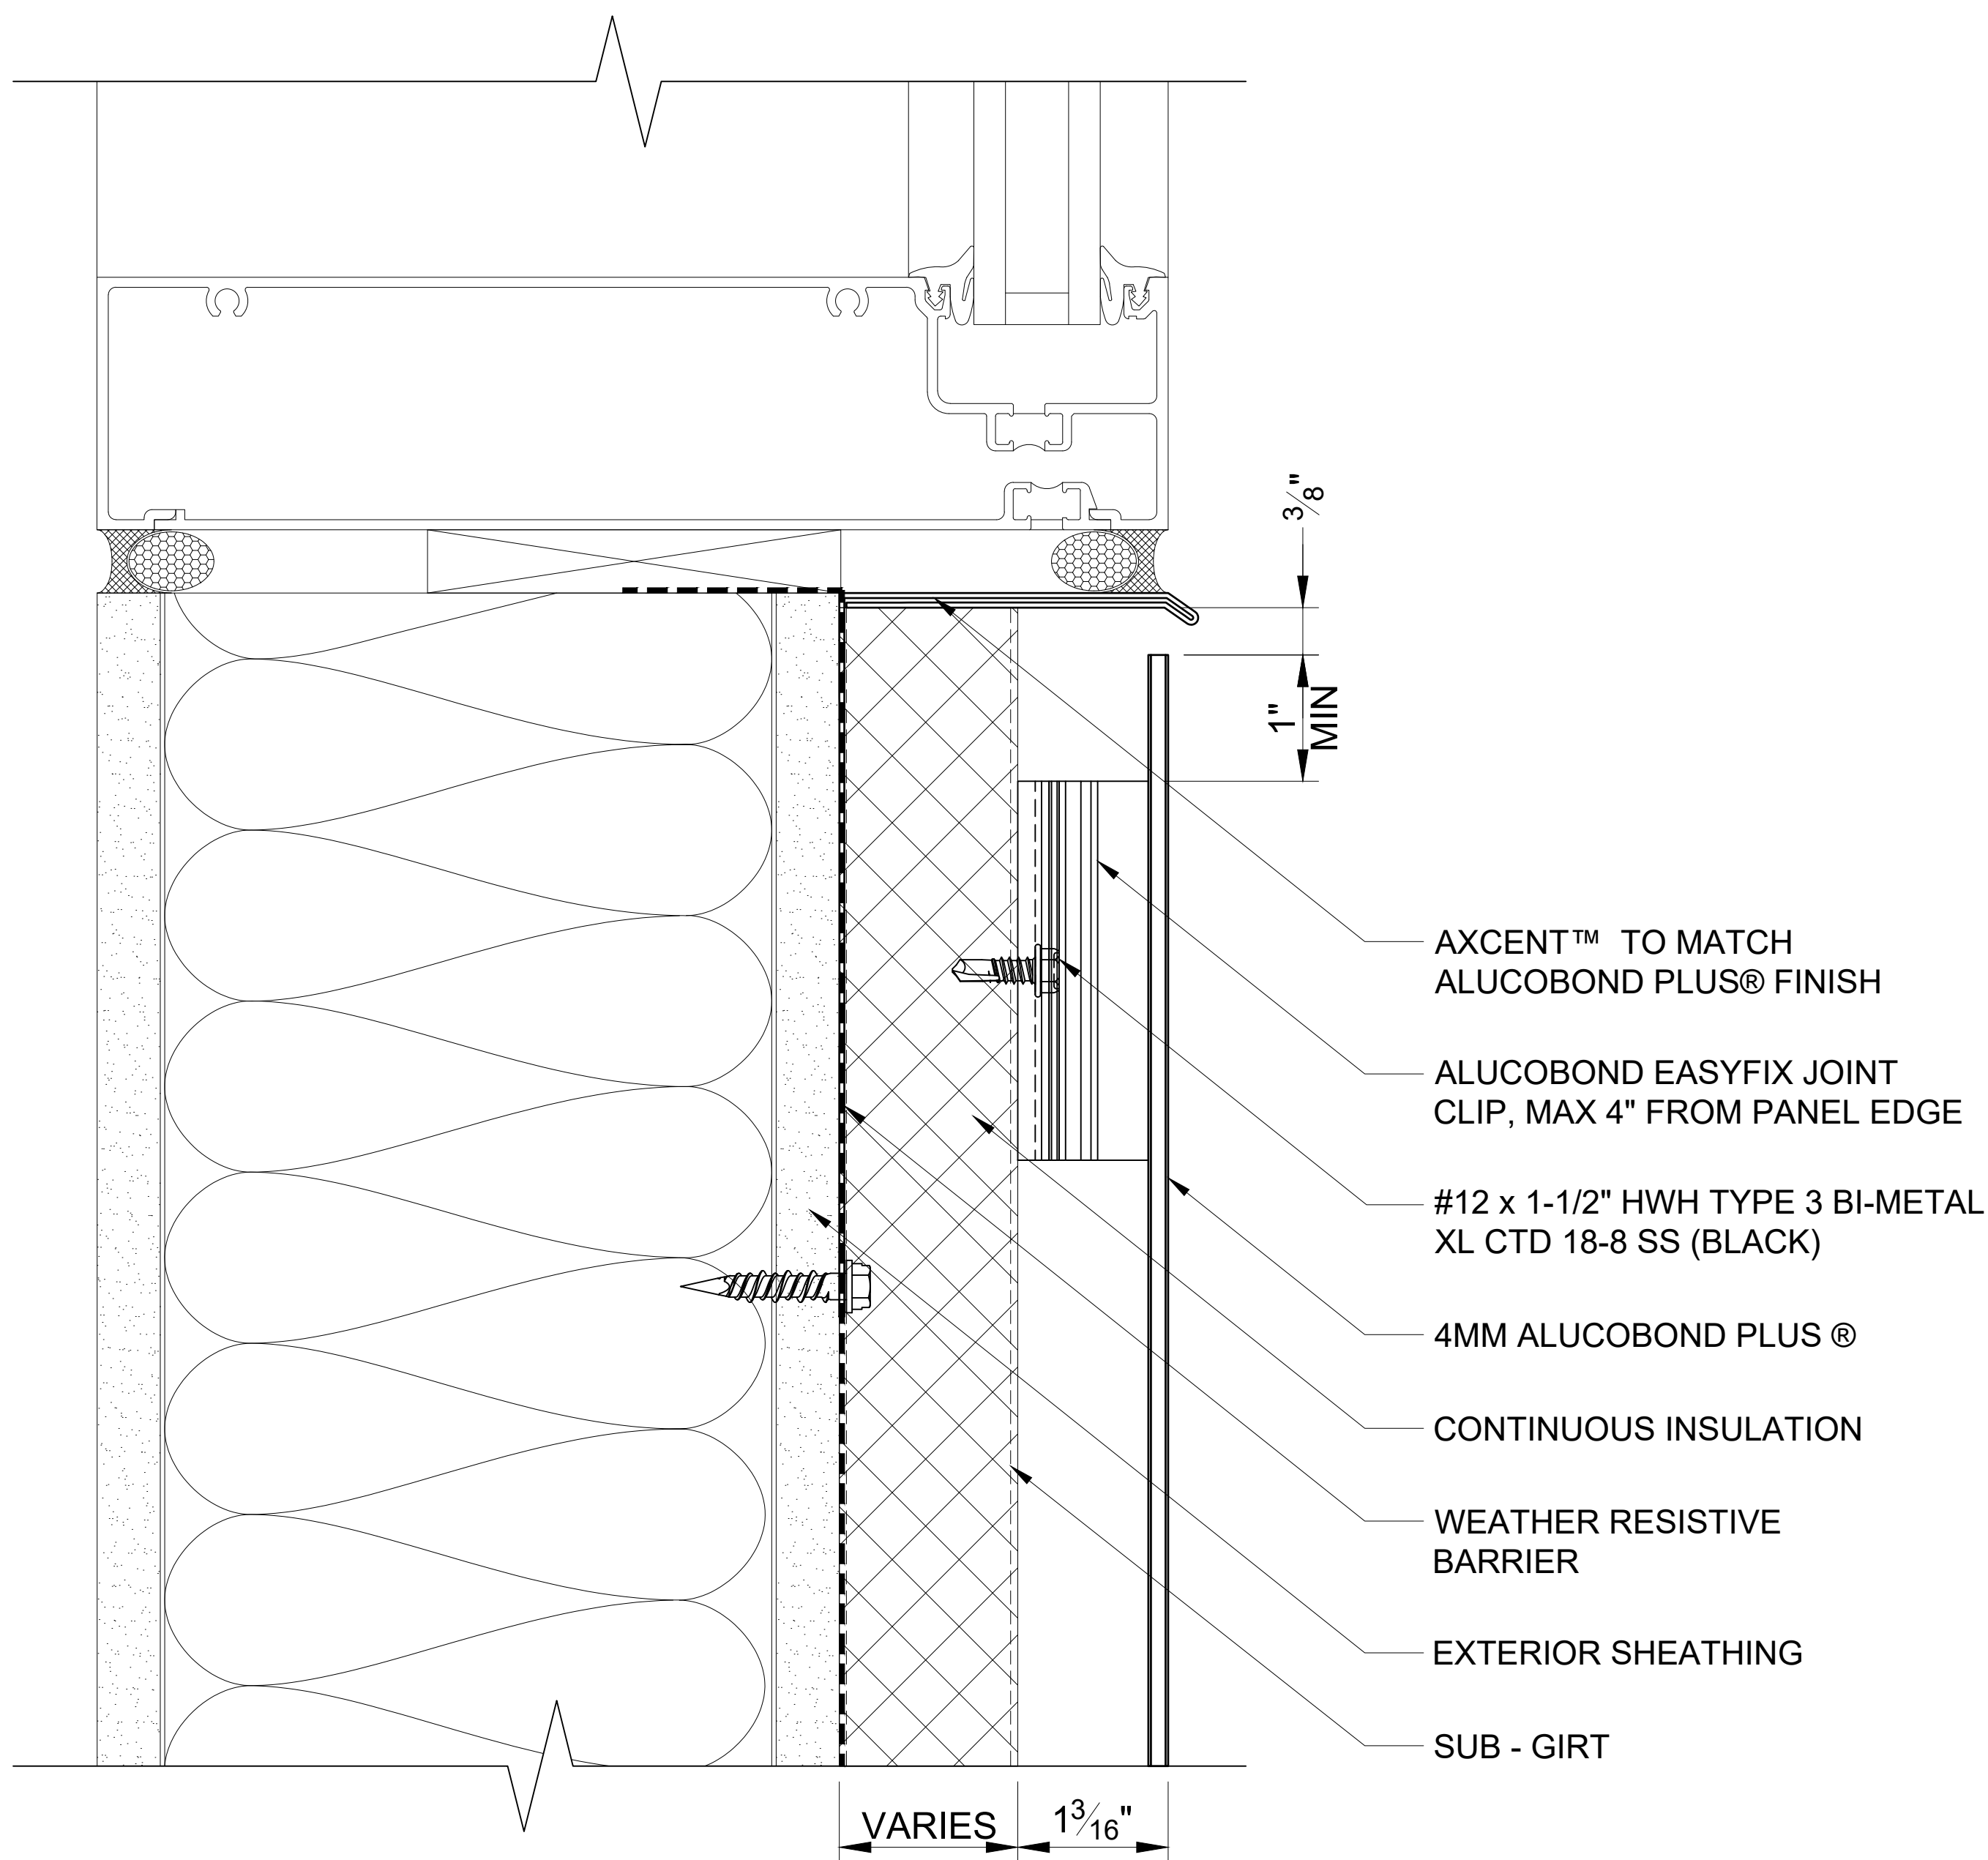 3/8"
1"
MIN
AXCENT™ TO MATCH
ALUCOBOND PLUS® FINISH
ALUCOBOND EASYFIX JOINT
CLIP, MAX 4" FROM PANEL EDGE
#12 x 1-1/2" HWH TYPE 3 BI-METAL
XL CTD 18-8 SS (BLACK)
4MM ALUCOBOND PLUS ®
CONTINUOUS INSULATION
WEATHER RESISTIVE
BARRIER
EXTERIOR SHEATHING
SUB - GIRT
VARIES
1 3/16"